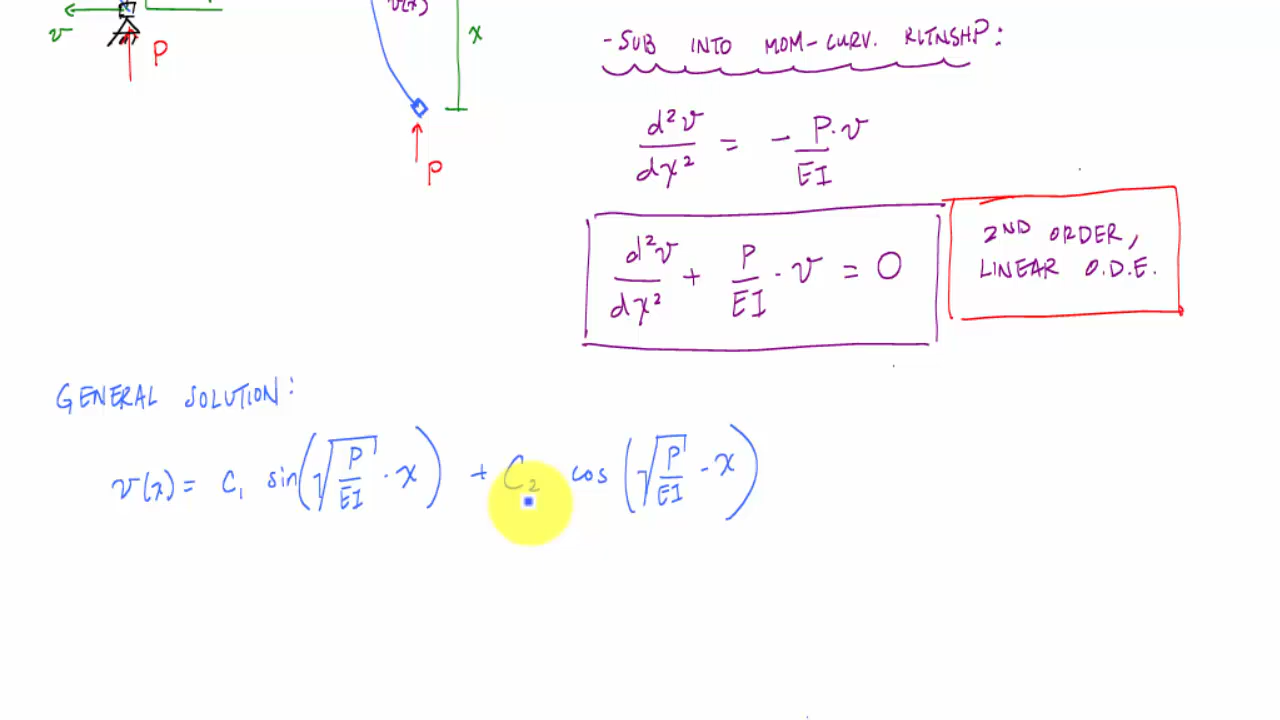 v
P
v(x)
x
P
-SUB INTO MOM-CURV. RLTNSHP:
d²v/dx² = - P·v/EI
d²v/dx² + P/EI · v = 0
2ND ORDER,
LINEAR O.D.E.
GENERAL SOLUTION:
v(x) = C₁ sin(√(P/EI) · x) + C₂ cos(√(P/EI) · x)